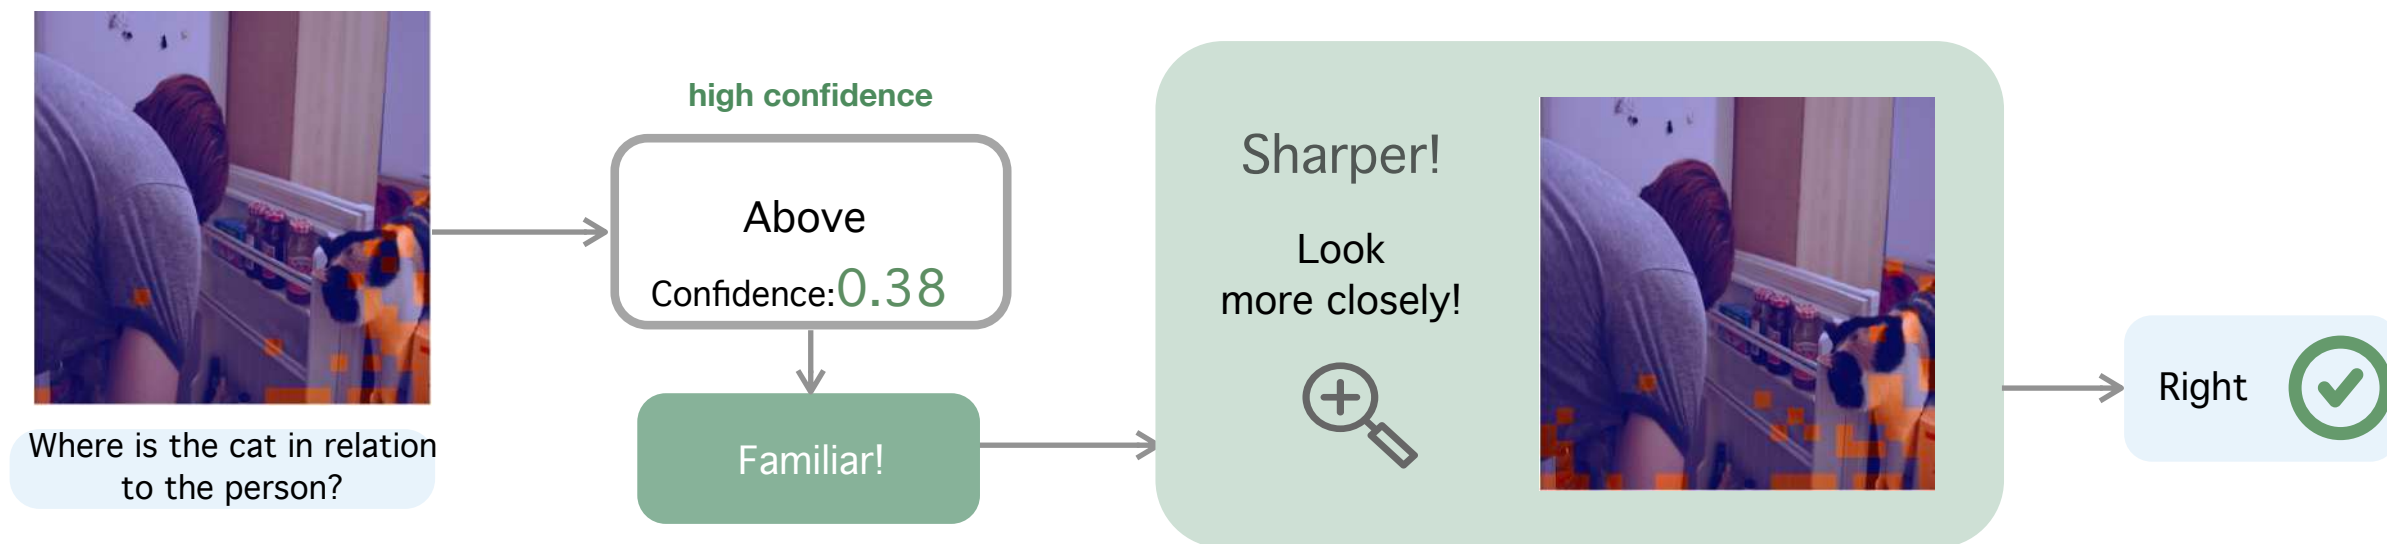 Where is the cat in relation
to the person?
high confidence
Above
Confidence:0.38
Familiar!
Sharper!
Look
more closely!
Right